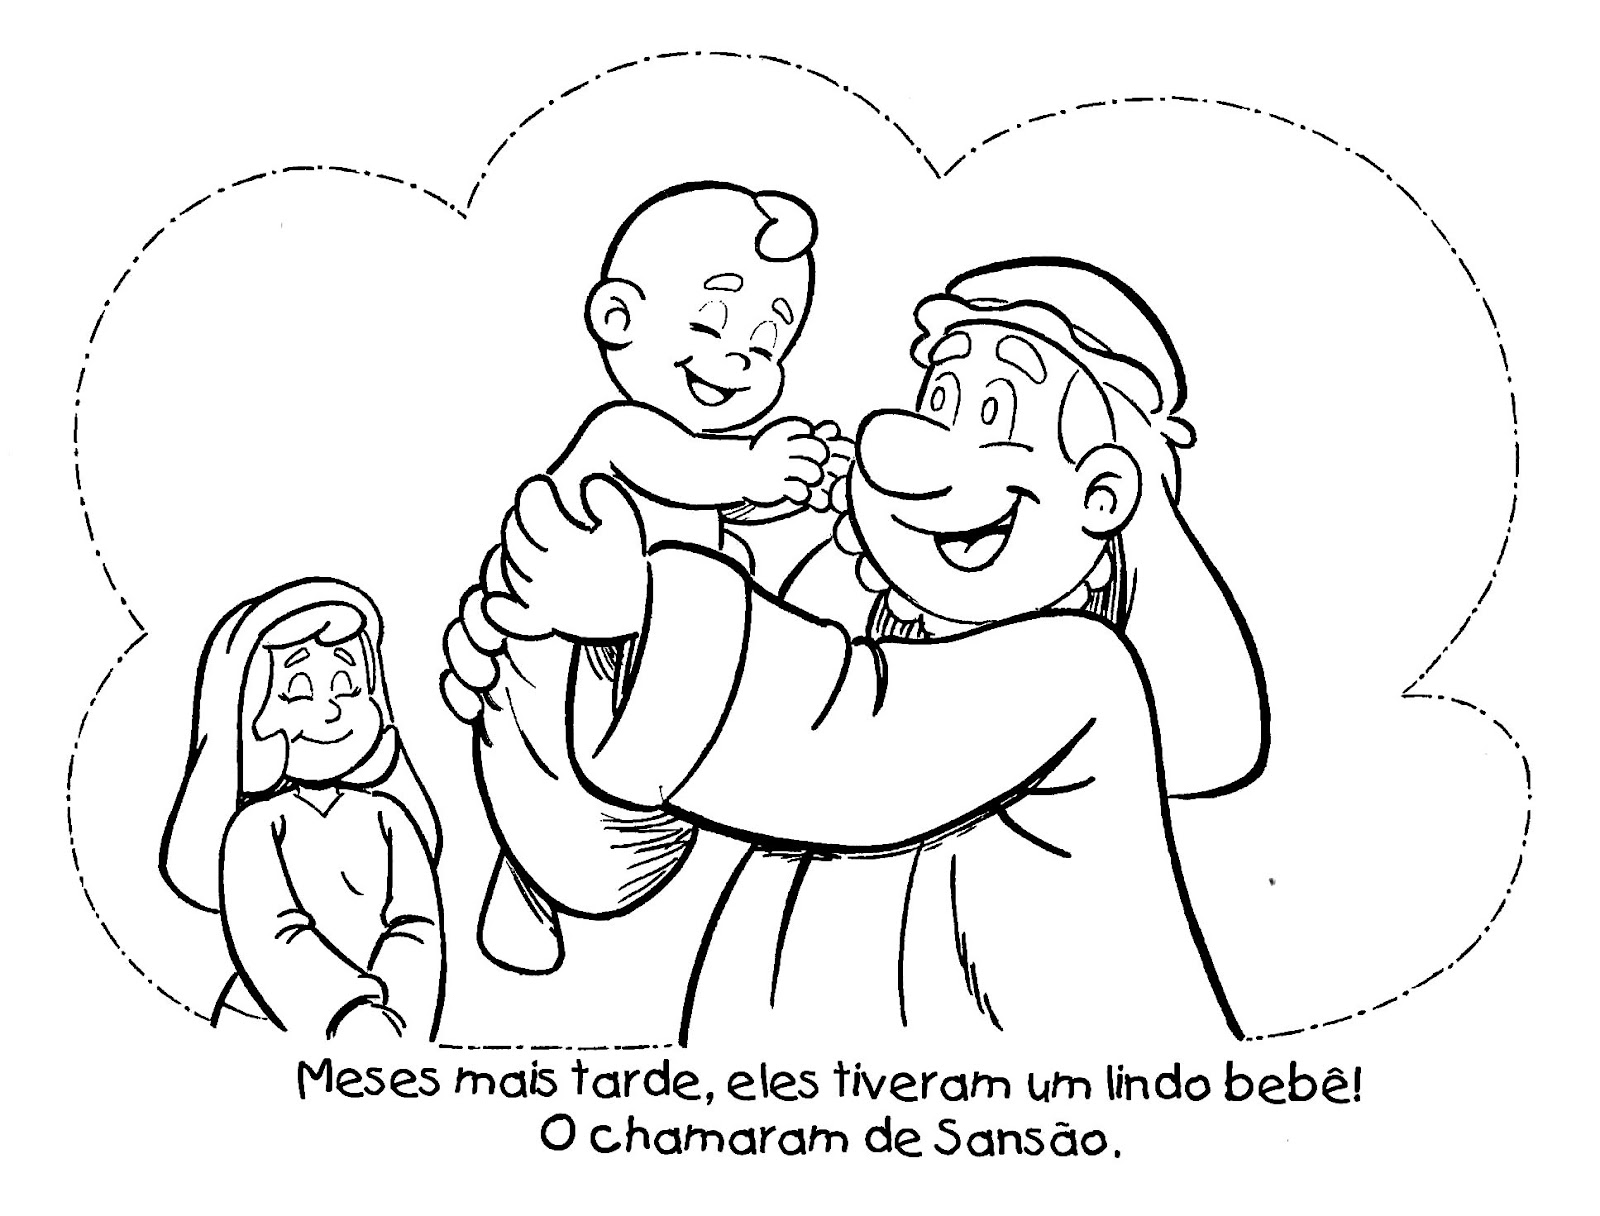 Meses mais tarde, eles tiveram um lindo bebê!
O chamaram de Sansão.